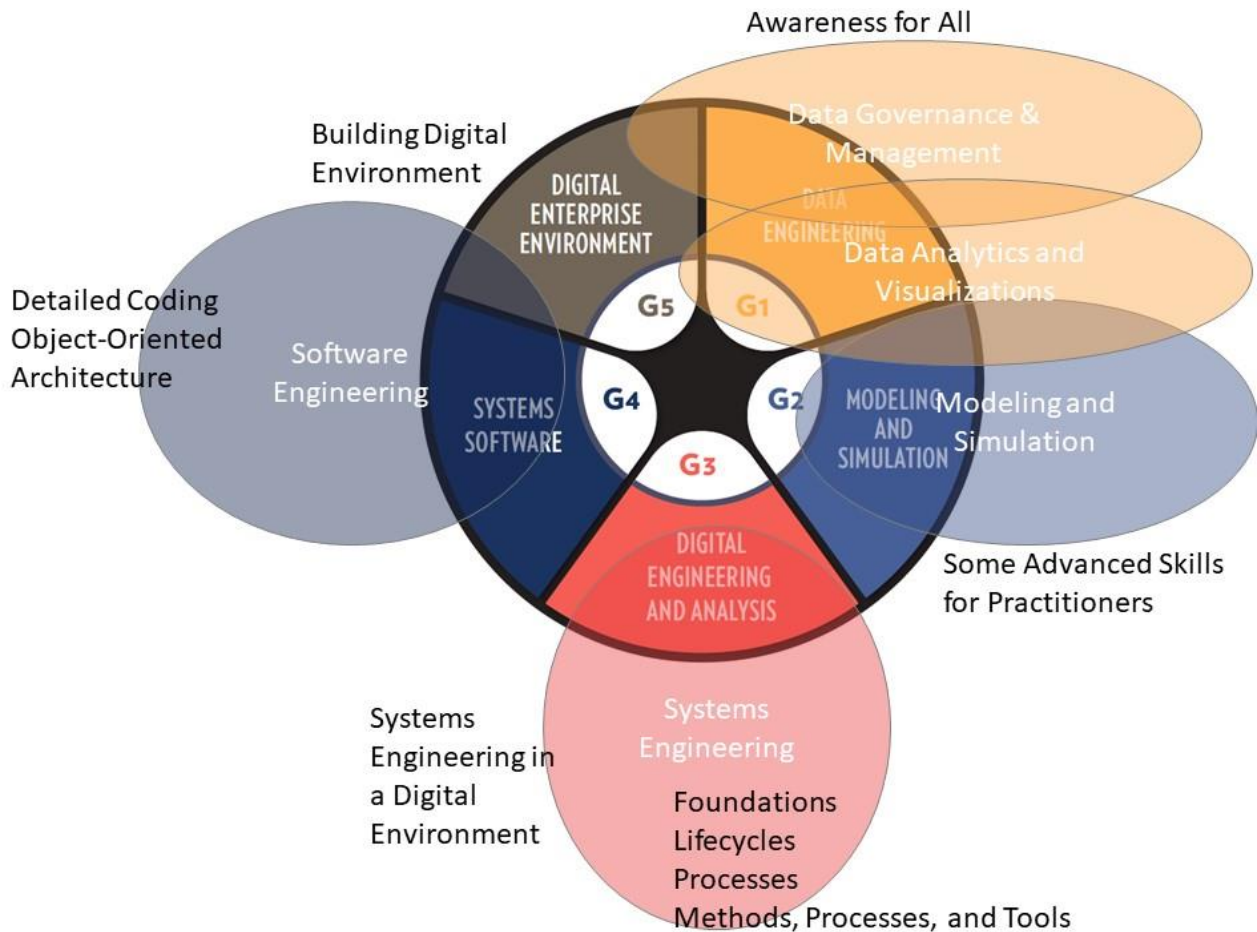 Awareness for All
Data Governance &
Management
Building Digital
Environment
DIGITAL
ENTERPRISE
ENVIRONMENT
DATA
ENGINEERING
Data Analytics and
Visualizations
G5
G1
Detailed Coding
Object-Oriented
Architecture
Software
Engineering
SYSTEMS
SOFTWARE
G4
G2
MODELING
AND
SIMULATION
Modeling and
Simulation
G3
DIGITAL
ENGINEERING
AND ANALYSIS
Some Advanced Skills
for Practitioners
Systems
Engineering in
a Digital
Environment
Systems
Engineering
Foundations
Lifecycles
Processes
Methods, Processes, and Tools